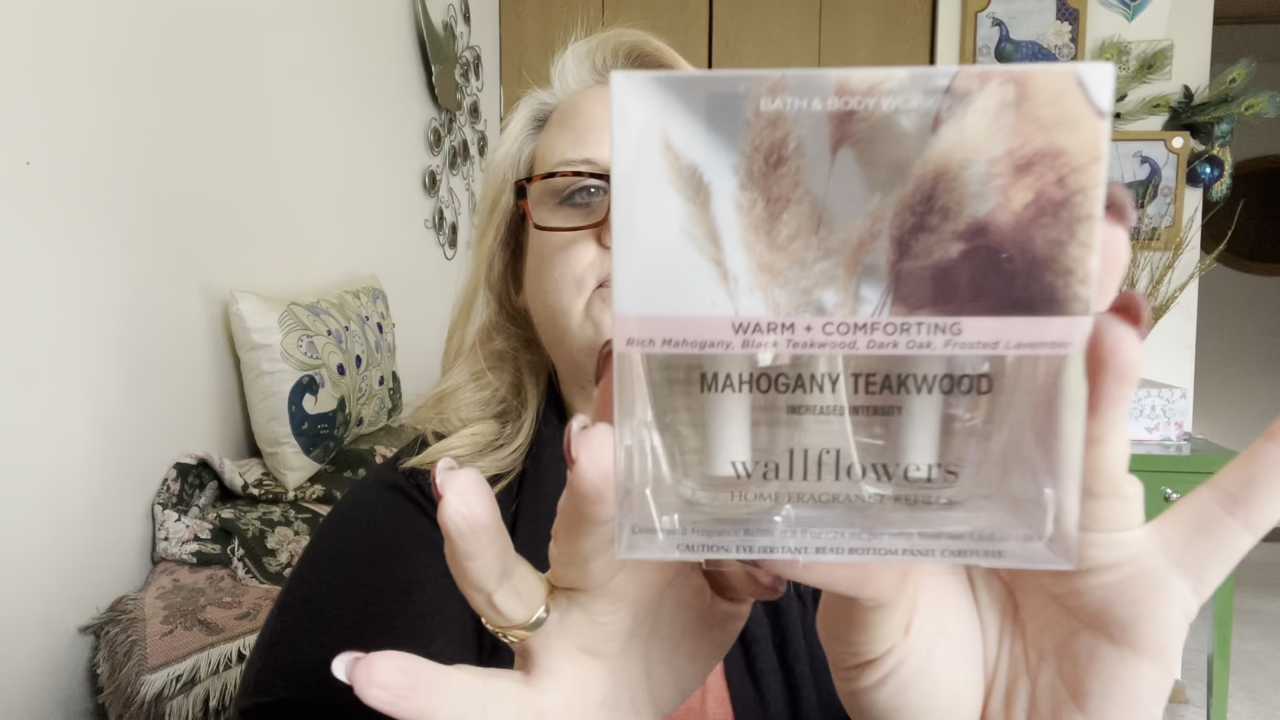 BATH & BODY WORKS
WARM + COMFORTING
Rich Mahogany, Black Teakwood, Dark Oak, Frosted Lavender
MAHOGANY TEAKWOOD
INCREASED INTENSITY
wallflowers
HOME FRAGRANCE REFILLS
CAUTION: EYE IRRITANT. READ BOTTOM PANEL CAREFULLY.